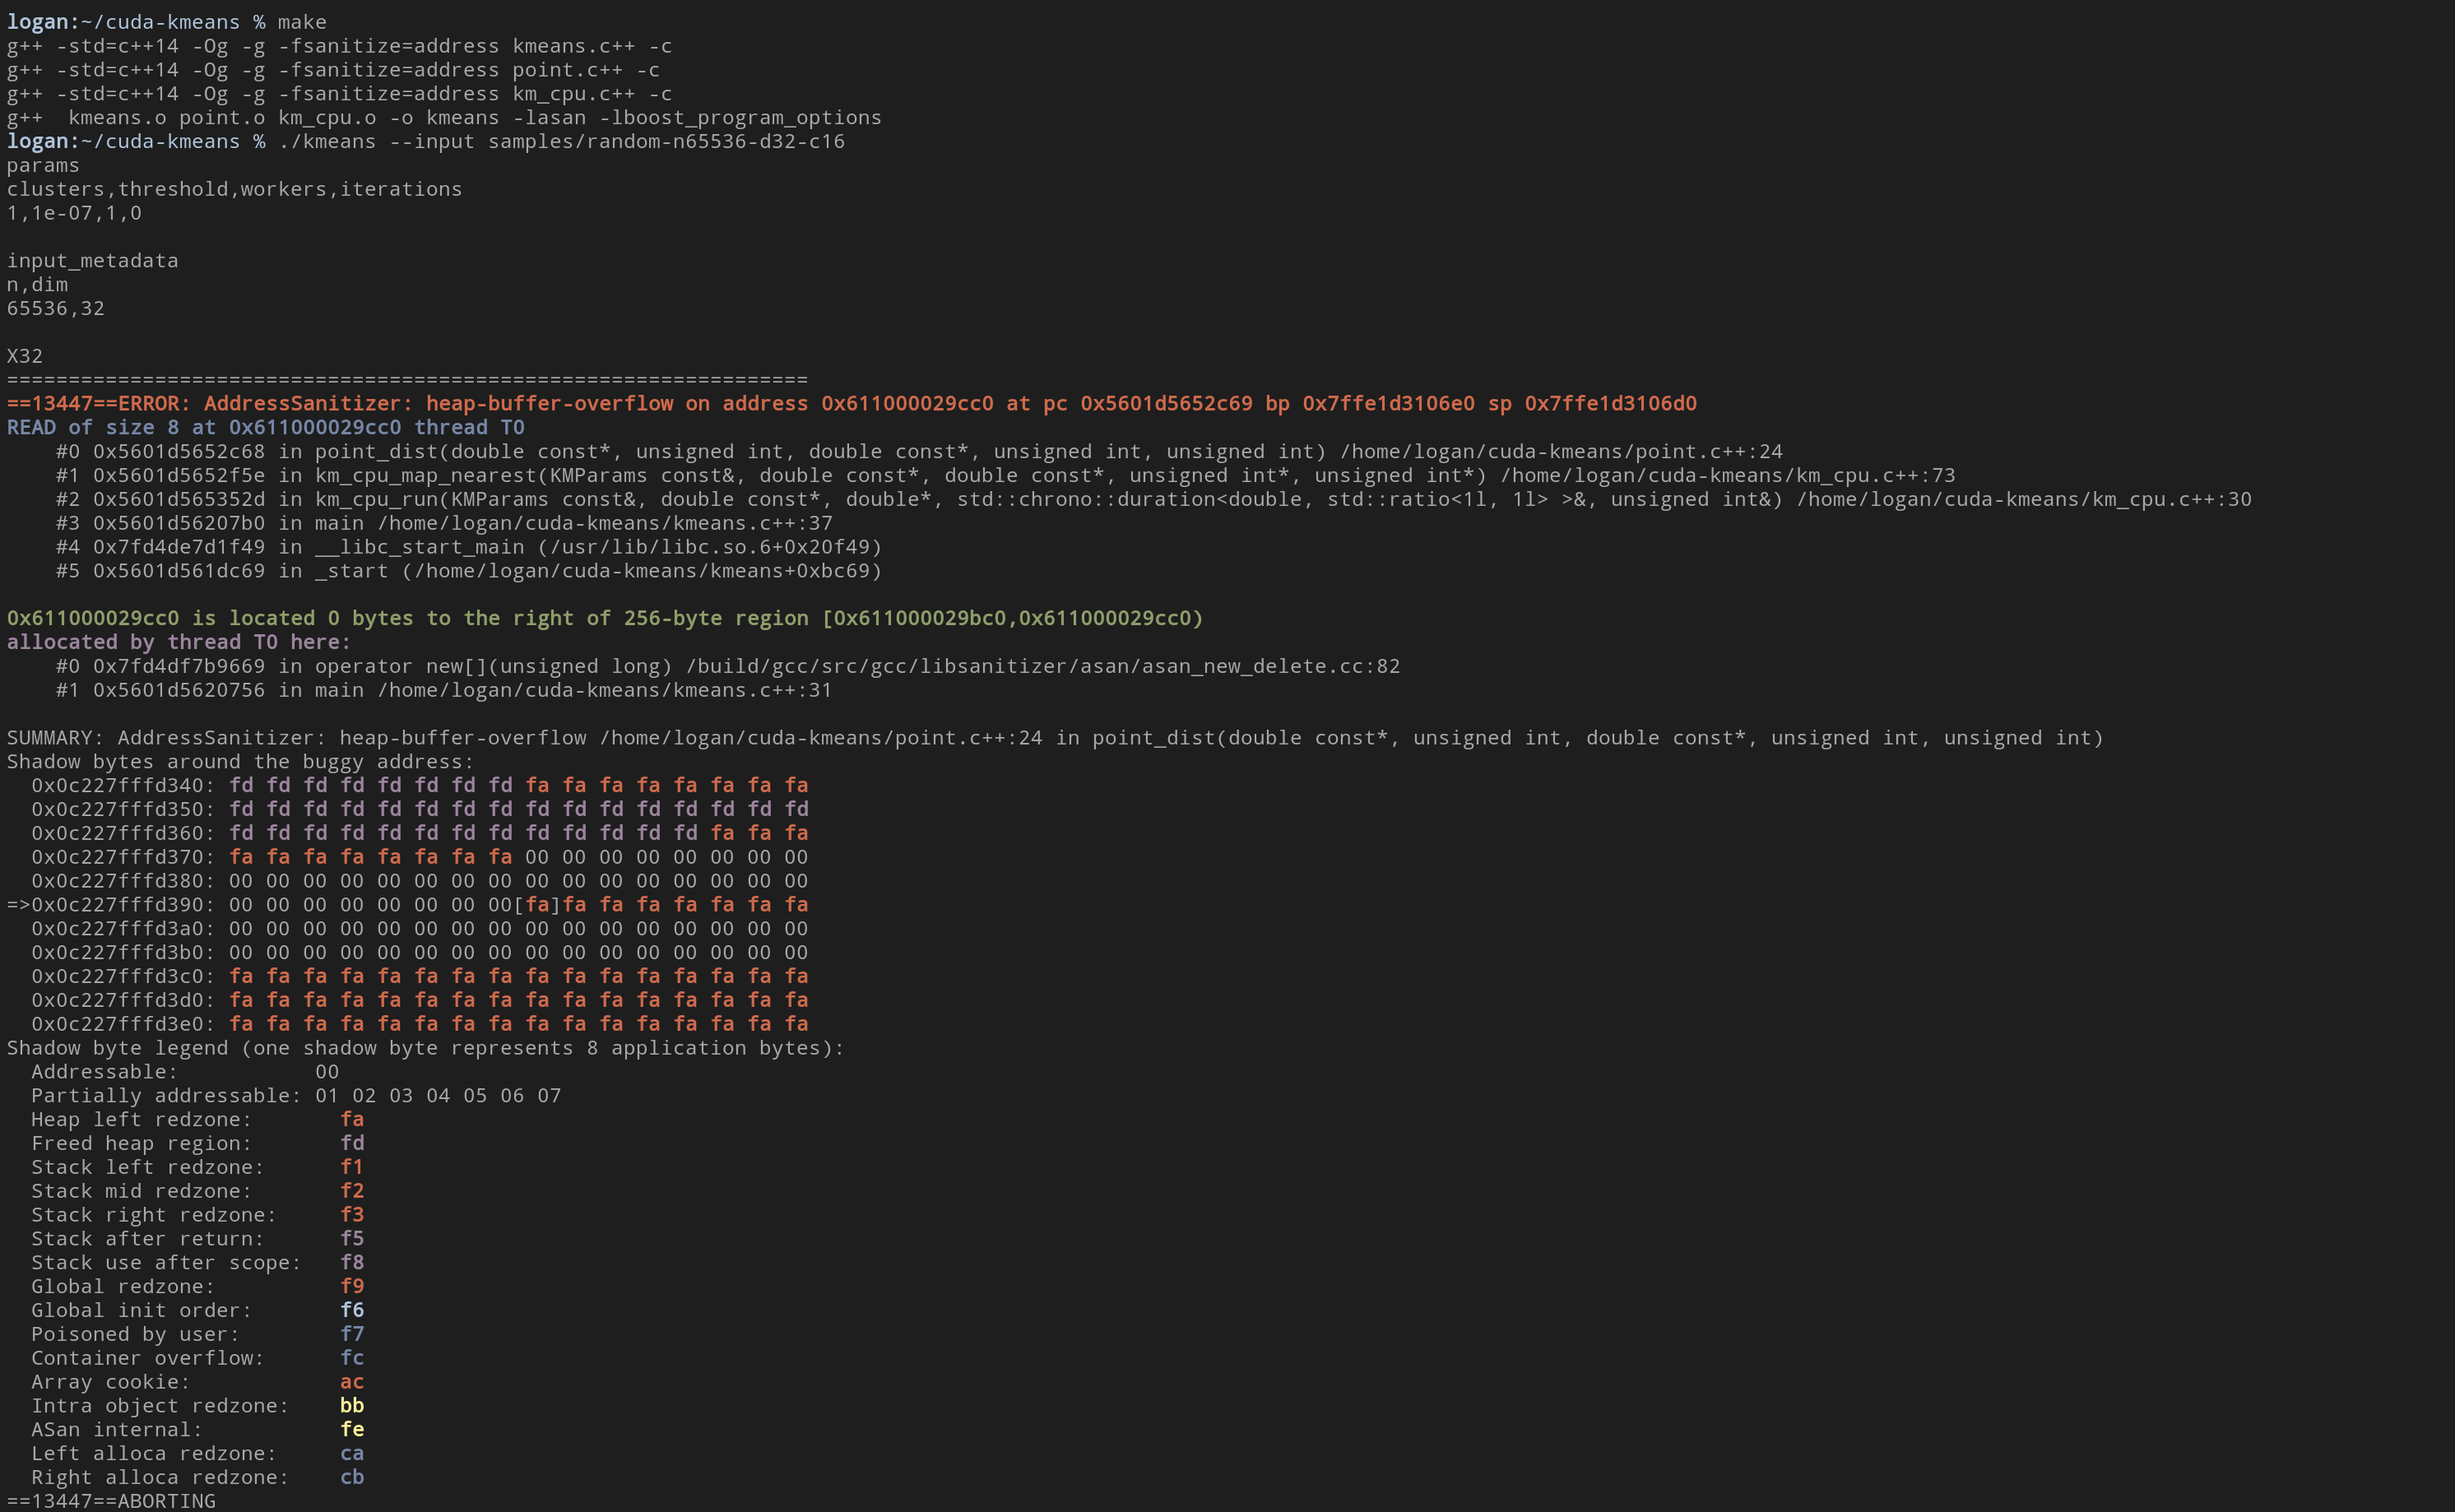 logan:~/cuda-kmeans % make
g++ -std=c++14 -Og -g -fsanitize=address kmeans.c++ -c
g++ -std=c++14 -Og -g -fsanitize=address point.c++ -c
g++ -std=c++14 -Og -g -fsanitize=address km_cpu.c++ -c
g++  kmeans.o point.o km_cpu.o -o kmeans -lasan -lboost_program_options
logan:~/cuda-kmeans % ./kmeans --input samples/random-n65536-d32-c16
params
clusters,threshold,workers,iterations
1,1e-07,1,0

input_metadata
n,dim
65536,32

X32
=================================================================
==13447==ERROR: AddressSanitizer: heap-buffer-overflow on address 0x611000029cc0 at pc 0x5601d5652c69 bp 0x7ffe1d3106e0 sp 0x7ffe1d3106d0
READ of size 8 at 0x611000029cc0 thread T0
    #0 0x5601d5652c68 in point_dist(double const*, unsigned int, double const*, unsigned int, unsigned int) /home/logan/cuda-kmeans/point.c++:24
    #1 0x5601d5652f5e in km_cpu_map_nearest(KMParams const&, double const*, double const*, unsigned int*, unsigned int*) /home/logan/cuda-kmeans/km_cpu.c++:73
    #2 0x5601d565352d in km_cpu_run(KMParams const&, double const*, double*, std::chrono::duration<double, std::ratio<1l, 1l> >&, unsigned int&) /home/logan/cuda-kmeans/km_cpu.c++:30
    #3 0x5601d56207b0 in main /home/logan/cuda-kmeans/kmeans.c++:37
    #4 0x7fd4de7d1f49 in __libc_start_main (/usr/lib/libc.so.6+0x20f49)
    #5 0x5601d561dc69 in _start (/home/logan/cuda-kmeans/kmeans+0xbc69)

0x611000029cc0 is located 0 bytes to the right of 256-byte region [0x611000029bc0,0x611000029cc0)
allocated by thread T0 here:
    #0 0x7fd4df7b9669 in operator new[](unsigned long) /build/gcc/src/gcc/libsanitizer/asan/asan_new_delete.cc:82
    #1 0x5601d5620756 in main /home/logan/cuda-kmeans/kmeans.c++:31

SUMMARY: AddressSanitizer: heap-buffer-overflow /home/logan/cuda-kmeans/point.c++:24 in point_dist(double const*, unsigned int, double const*, unsigned int, unsigned int)
Shadow bytes around the buggy address:
  0x0c227fffd340: fd fd fd fd fd fd fd fd fa fa fa fa fa fa fa fa
  0x0c227fffd350: fd fd fd fd fd fd fd fd fd fd fd fd fd fd fd fd
  0x0c227fffd360: fd fd fd fd fd fd fd fd fd fd fd fd fd fa fa fa
  0x0c227fffd370: fa fa fa fa fa fa fa fa 00 00 00 00 00 00 00 00
  0x0c227fffd380: 00 00 00 00 00 00 00 00 00 00 00 00 00 00 00 00
=>0x0c227fffd390: 00 00 00 00 00 00 00 00[fa]fa fa fa fa fa fa fa
  0x0c227fffd3a0: 00 00 00 00 00 00 00 00 00 00 00 00 00 00 00 00
  0x0c227fffd3b0: 00 00 00 00 00 00 00 00 00 00 00 00 00 00 00 00
  0x0c227fffd3c0: fa fa fa fa fa fa fa fa fa fa fa fa fa fa fa fa
  0x0c227fffd3d0: fa fa fa fa fa fa fa fa fa fa fa fa fa fa fa fa
  0x0c227fffd3e0: fa fa fa fa fa fa fa fa fa fa fa fa fa fa fa fa
Shadow byte legend (one shadow byte represents 8 application bytes):
  Addressable:           00
  Partially addressable: 01 02 03 04 05 06 07
  Heap left redzone:       fa
  Freed heap region:       fd
  Stack left redzone:      f1
  Stack mid redzone:       f2
  Stack right redzone:     f3
  Stack after return:      f5
  Stack use after scope:   f8
  Global redzone:          f9
  Global init order:       f6
  Poisoned by user:        f7
  Container overflow:      fc
  Array cookie:            ac
  Intra object redzone:    bb
  ASan internal:           fe
  Left alloca redzone:     ca
  Right alloca redzone:    cb
==13447==ABORTING